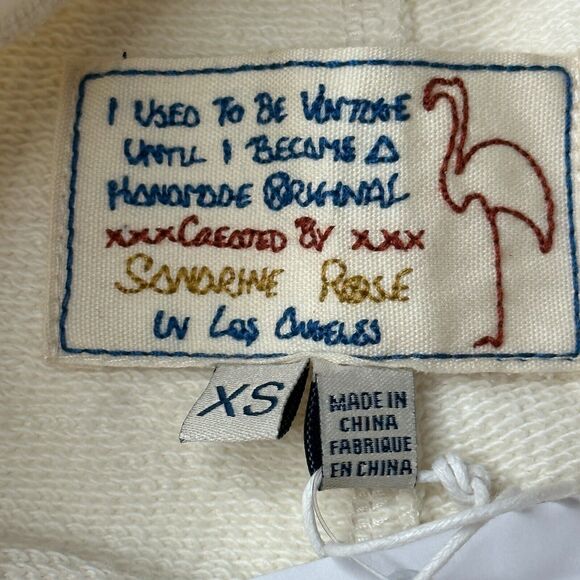 I USED TO BE VINTAGE
UNTIL I BECAME A
HANDMADE ORIGINAL
xxxCREATED BY xxx
SANDRINE ROSE
IN LOS ANGELES
XS
MADE IN
CHINA
FABRIQUE
EN CHINA